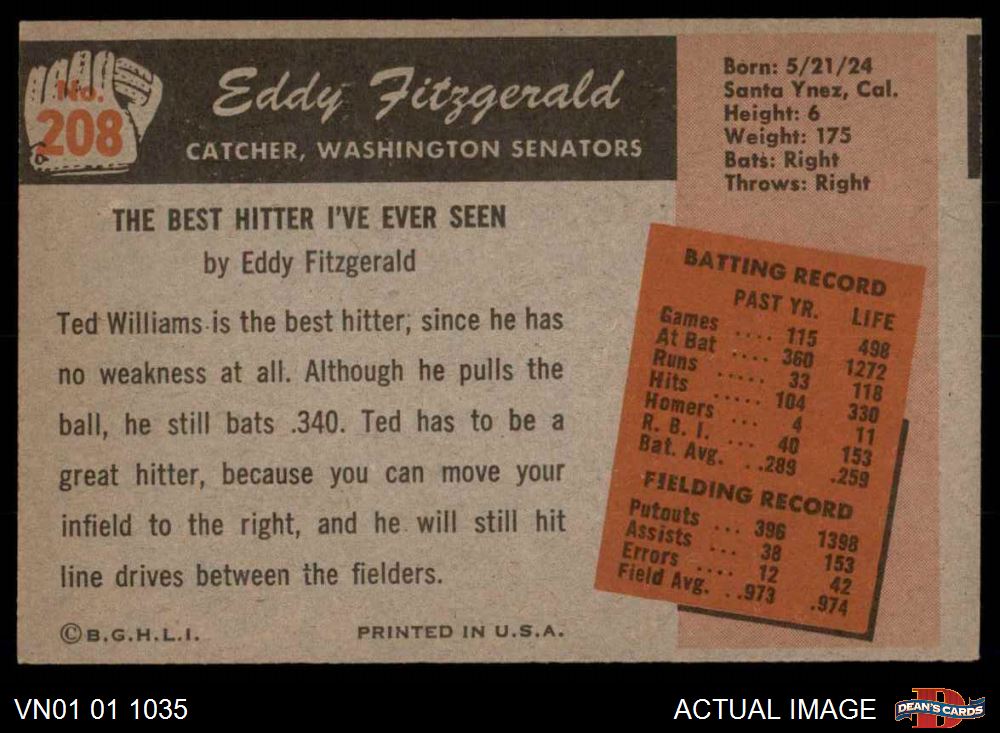 No.
208
Eddy Fitzgerald
CATCHER, WASHINGTON SENATORS
Born: 5/21/24
Santa Ynez, Cal.
Height: 6
Weight: 175
Bats: Right
Throws: Right
THE BEST HITTER I'VE EVER SEEN
by Eddy Fitzgerald
Ted Williams is the best hitter, since he has
no weakness at all. Although he pulls the
ball, he still bats .340. Ted has to be a
great hitter, because you can move your
infield to the right, and he will still hit
line drives between the fielders.
BATTING RECORD
PAST YR. LIFE
Games .... 115 498
At Bat .... 360 1272
Runs ..... 33 118
Hits ..... 104 330
Homers .... 4 11
R. B. I. ... 40 153
Bat. Avg. ..289 .259
FIELDING RECORD
Putouts ... 396 1398
Assists ... 38 153
Errors .... 12 42
Field Avg. ..973 .974
© B.G.H.L.I. PRINTED IN U.S.A.
VN01 01 1035
ACTUAL IMAGE
D
DEAN'S CARDS